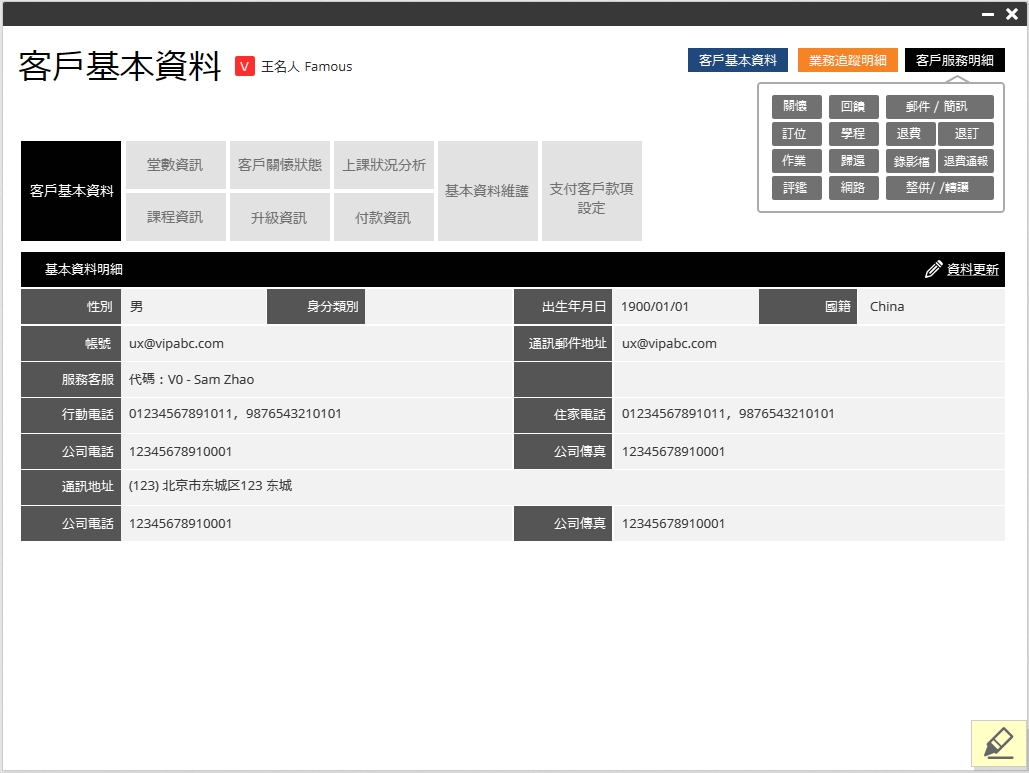 客戶基本資料 V 王名人 Famous
客戶基本資料 業務追蹤明細 客戶服務明細
關懷 回饋 郵件 / 簡訊
訂位 學程 退費 退訂
作業 歸還 錄影檔 退費通報
評鑑 網路 整併/ /轉讓
客戶基本資料
堂數資訊 客戶關懷狀態 上課狀況分析
課程資訊 升級資訊 付款資訊
基本資料維護
支付客戶款項
設定
基本資料明細 資料更新
性別 男 身分類別 出生年月日 1900/01/01 國籍 China
帳號 ux@vipabc.com 通訊郵件地址 ux@vipabc.com
服務客服 代碼：V0 - Sam Zhao
行動電話 01234567891011，9876543210101 住家電話 01234567891011，9876543210101
公司電話 12345678910001 公司傳真 12345678910001
通訊地址 (123) 北京市东城区123 东城
公司電話 12345678910001 公司傳真 12345678910001